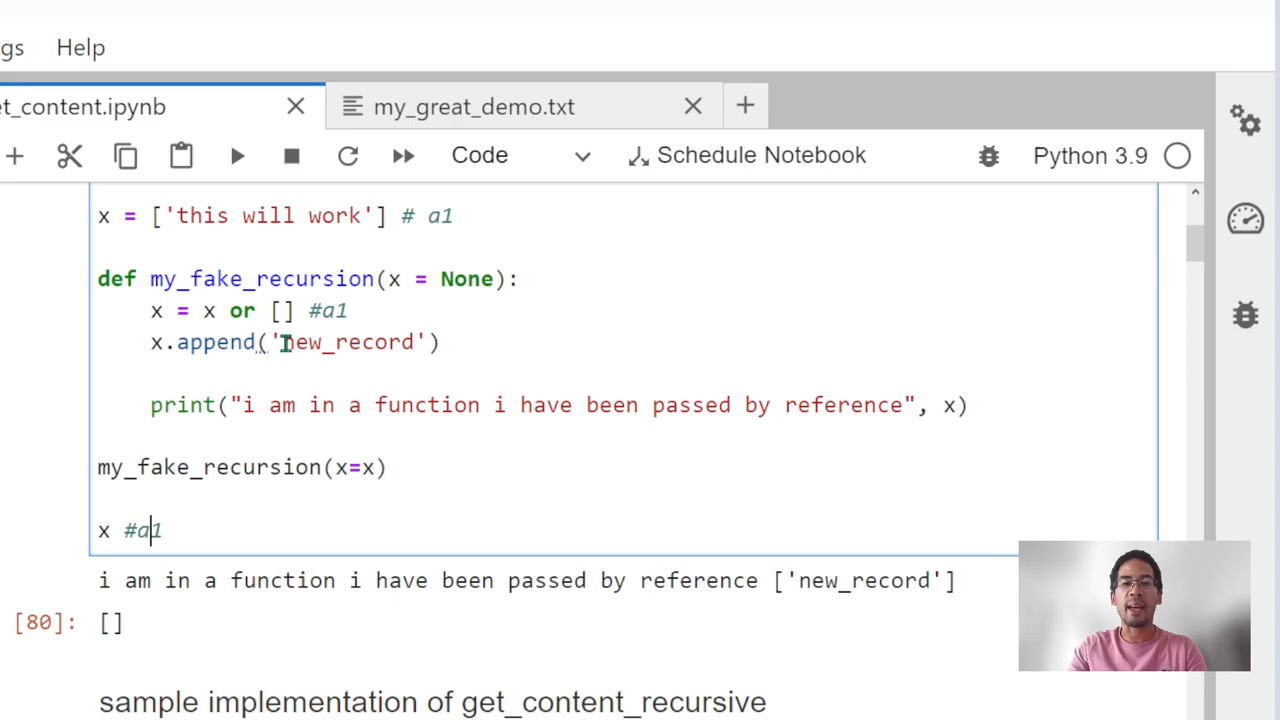 gs Help
et_content.ipynb my_great_demo.txt
Code Schedule Notebook Python 3.9
x = ['this will work'] # a1
def my_fake_recursion(x = None):
x = x or [] #a1
x.append('new_record')
print("i am in a function i have been passed by reference", x)
my_fake_recursion(x=x)
x #a1
i am in a function i have been passed by reference ['new_record']
[80]: []
sample implementation of get_content_recursive